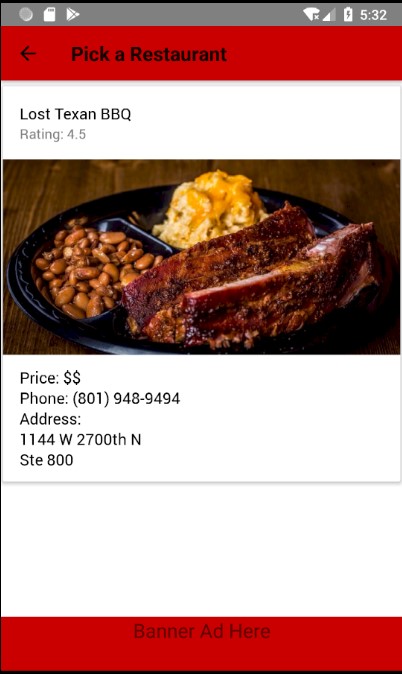 5:32
Pick a Restaurant
Lost Texan BBQ
Rating: 4.5
Price: $$
Phone: (801) 948-9494
Address:
1144 W 2700th N
Ste 800
Banner Ad Here